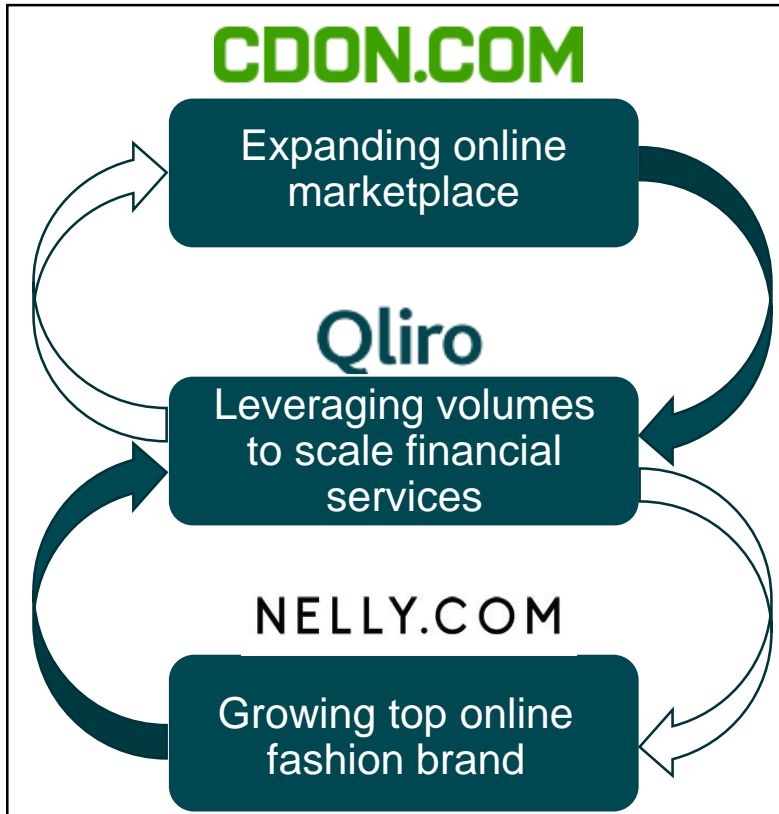 CDON.COM
Expanding online
marketplace
Qliro
Leveraging volumes
to scale financial
services
NELLY.COM
Growing top online
fashion brand